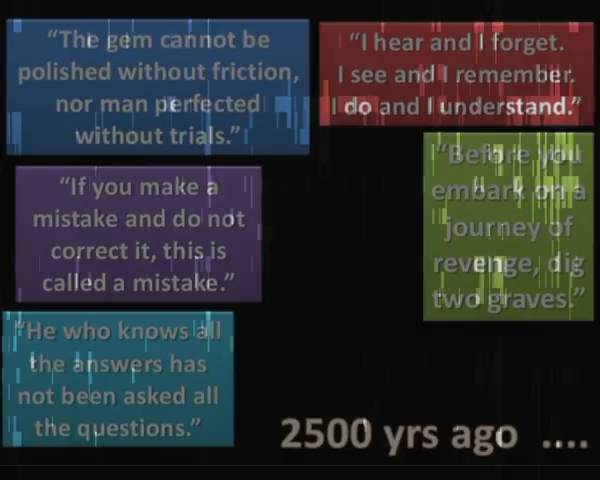 “The gem cannot be
polished without friction,
nor man perfected
without trials.”
“I hear and I forget.
I see and I remember.
I do and I understand.”
“Before you
embark on a
journey of
revenge, dig
two graves.”
“If you make a
mistake and do not
correct it, this is
called a mistake.”
“He who knows all
the answers has
not been asked all
the questions.”
2500 yrs ago ....